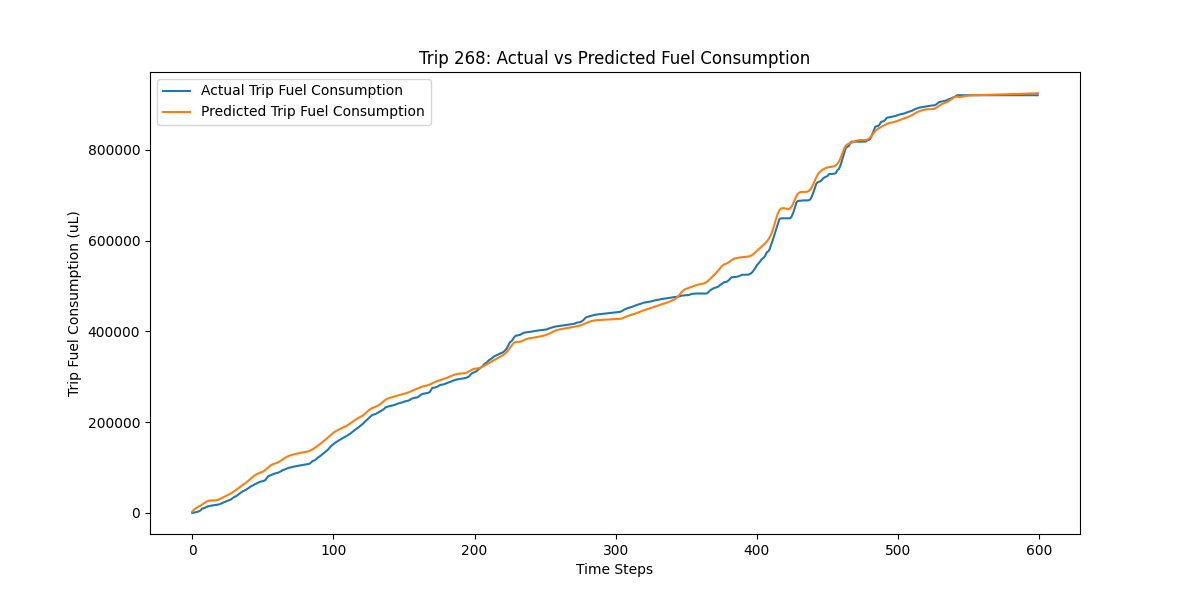 Trip 268: Actual vs Predicted Fuel Consumption
Actual Trip Fuel Consumption
Predicted Trip Fuel Consumption
Trip Fuel Consumption (uL)
800000
600000
400000
200000
0
0 100 200 300 400 500 600
Time Steps